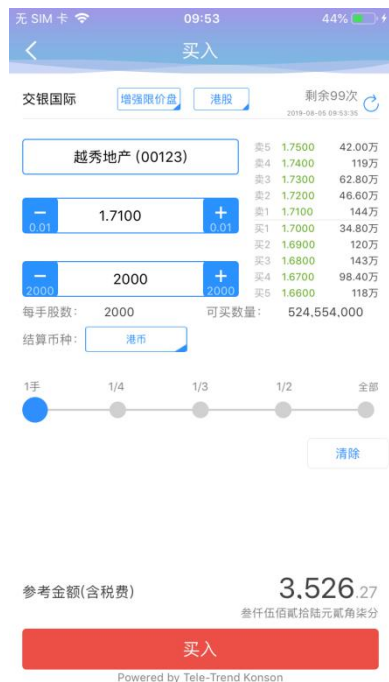 无 SIM 卡 09:53 44%
买入
交银国际 增强限价盘 港股 剩余99次
2019-08-05 09:53:35
越秀地产 (00123)
卖5 1.7500 42.00万
卖4 1.7400 119万
卖3 1.7300 62.80万
卖2 1.7200 46.60万
卖1 1.7100 144万
− 1.7100 +
0.01 0.01
买1 1.7000 34.80万
买2 1.6900 120万
买3 1.6800 143万
买4 1.6700 98.40万
买5 1.6600 118万
− 2000 +
2000 2000
每手股数: 2000 可买数量: 524,554,000
结算币种: 港币
1手 1/4 1/3 1/2 全部
清除
参考金额(含税费) 3,526.27
叁仟伍佰贰拾陆元贰角柒分
买入
Powered by Tele-Trend Konson